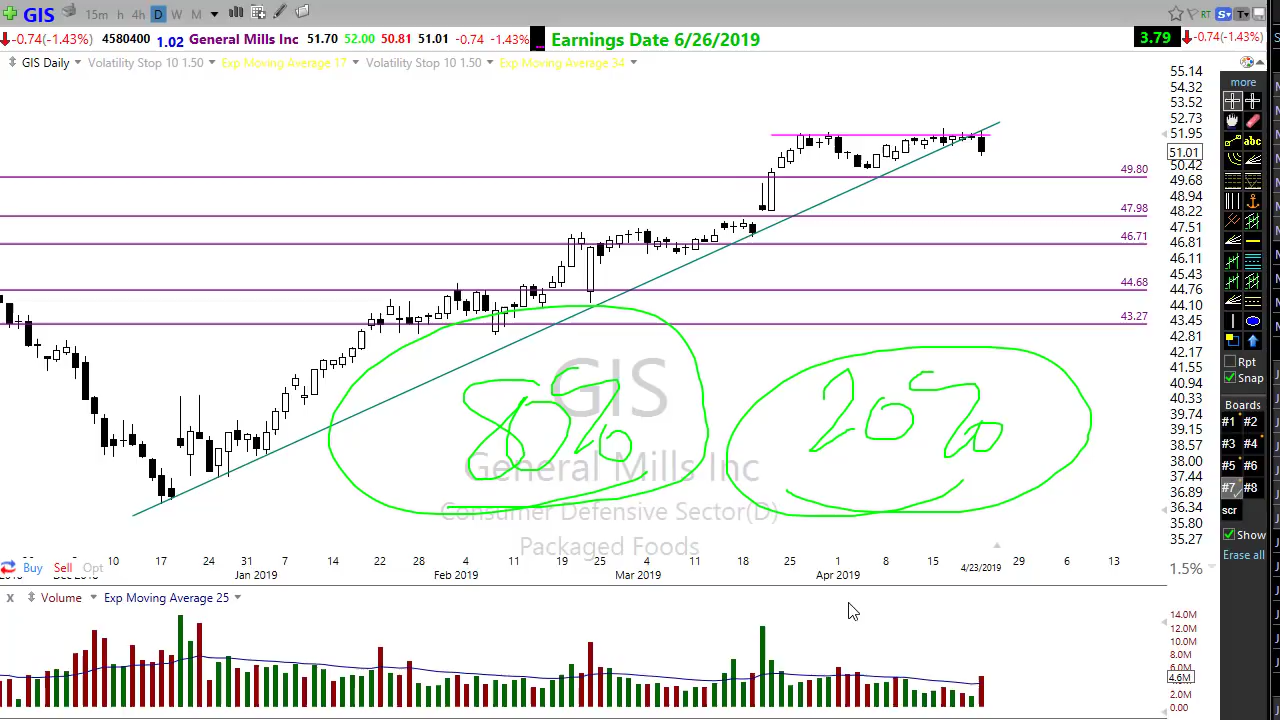 GIS 15m h 4h D W M RT S T
-0.74(-1.43%) 4580400 1.02 General Mills Inc 51.70 52.00 50.81 51.01 -0.74 -1.43% Earnings Date 6/26/2019 3.79 -0.74(-1.43%)
GIS Daily Volatility Stop 10 1.50 Exp Moving Average 17 Volatility Stop 10 1.50 Exp Moving Average 34
55.14
54.32
53.52
52.73
51.95
51.01
50.42
49.68
48.94
48.22
47.51
46.81
46.11
45.43
44.76
44.10
43.45
42.81
42.17
41.55
40.94
40.33
39.74
39.15
38.57
38.00
37.44
36.89
36.34
35.80
35.27
49.80
47.98
46.71
44.68
43.27
80% 20%
GIS
General Mills Inc
Consumer Defensive Sector(D)
Packaged Foods
more
abc
Rpt
Snap
Boards
#1 #2
#3 #4
#5 #6
#7 #8
scr
Show
Erase all
10 17 24 31 7 14 22 28 4 11 19 25 4 11 18 25 1 8 15 4/23/2019 29 6 13
Buy Sell Opt
Jan 2019 Feb 2019 Mar 2019 Apr 2019
1.5%
X Volume Exp Moving Average 25
14.0M
12.0M
10.0M
8.0M
6.0M
4.6M
2.0M
0.00